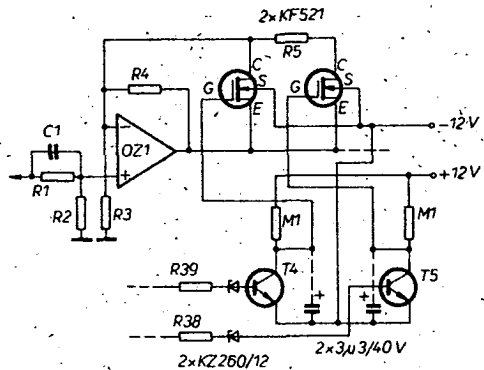 2×KF521
R5
C
C
R4
G
S
G
S
E
E
C1
−
OZ1
+
−12V
R1
+12V
R2
R3
M1
M1
T4
T5
R39
+
+
R38
2×KZ260/12
2×3µ3/40V